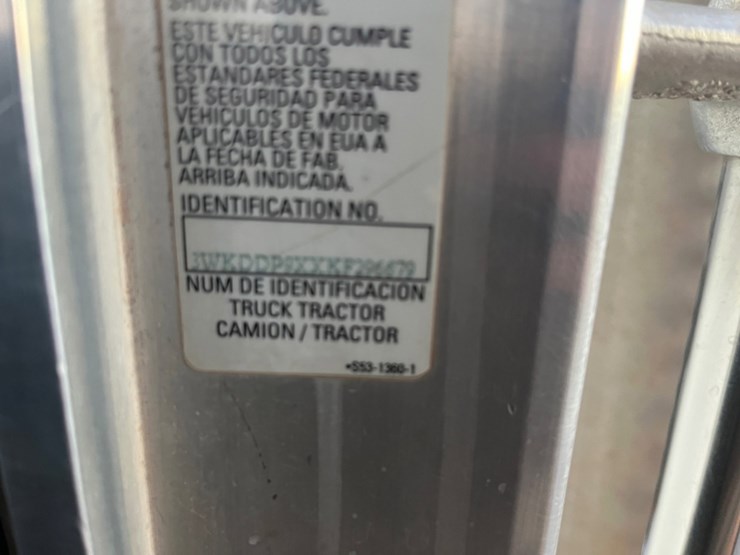 SHOWN ABOVE.
ESTE VEHICULO CUMPLE
CON TODOS LOS
ESTANDARES FEDERALES
DE SEGURIDAD PARA
VEHICULOS DE MOTOR
APLICABLES EN EUA A
LA FECHA DE FAB.
ARRIBA INDICADA.
IDENTIFICATION NO.
NUM DE IDENTIFICACION
TRUCK TRACTOR
CAMION / TRACTOR
•S53-1360-1